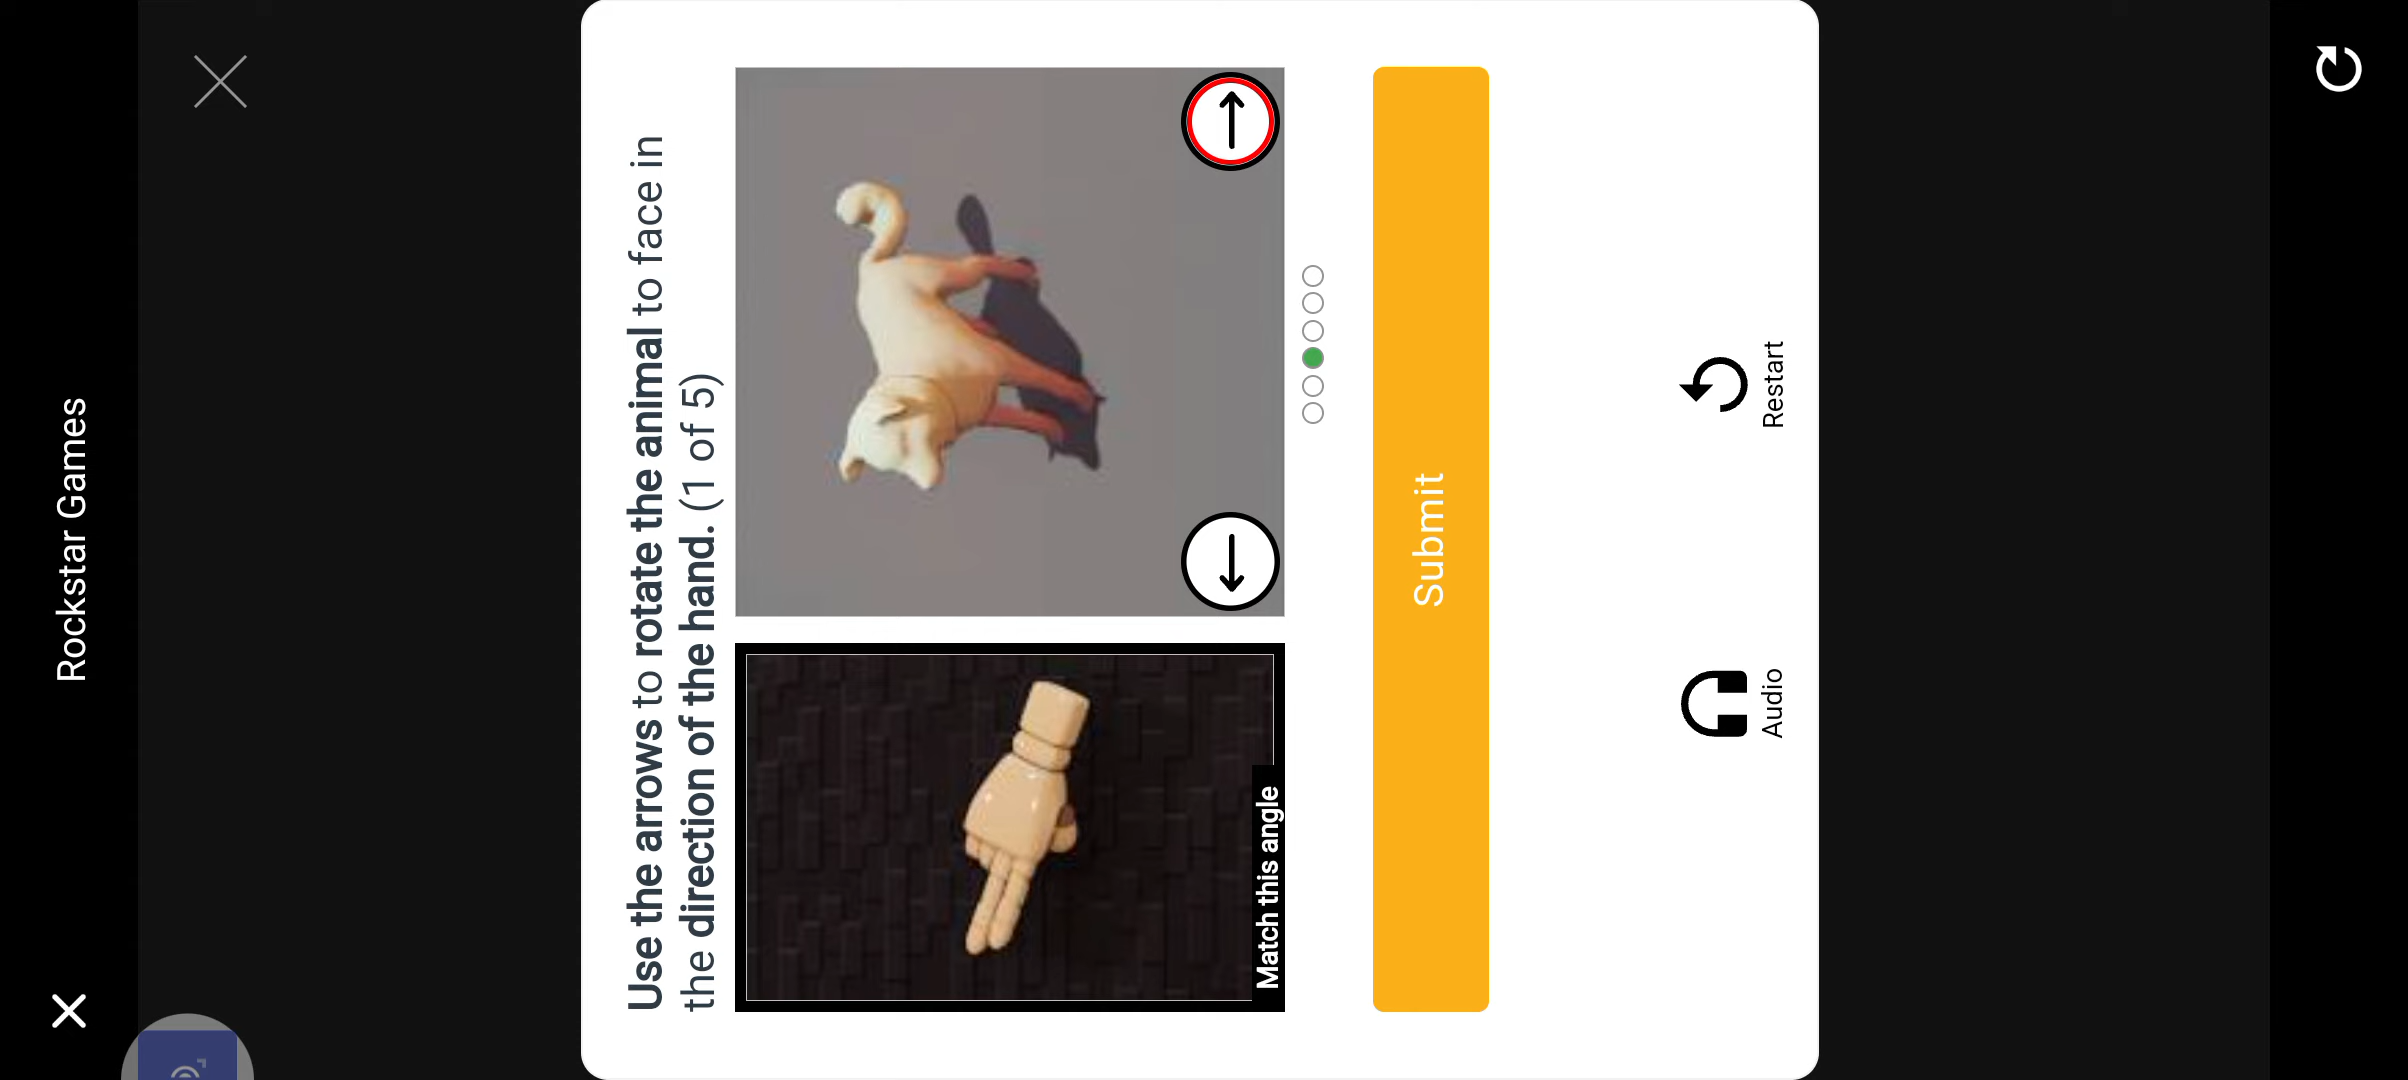 Rockstar Games
Use the arrows to rotate the animal to face in
the direction of the hand. (1 of 5)
Match this angle
Submit
Audio
Restart